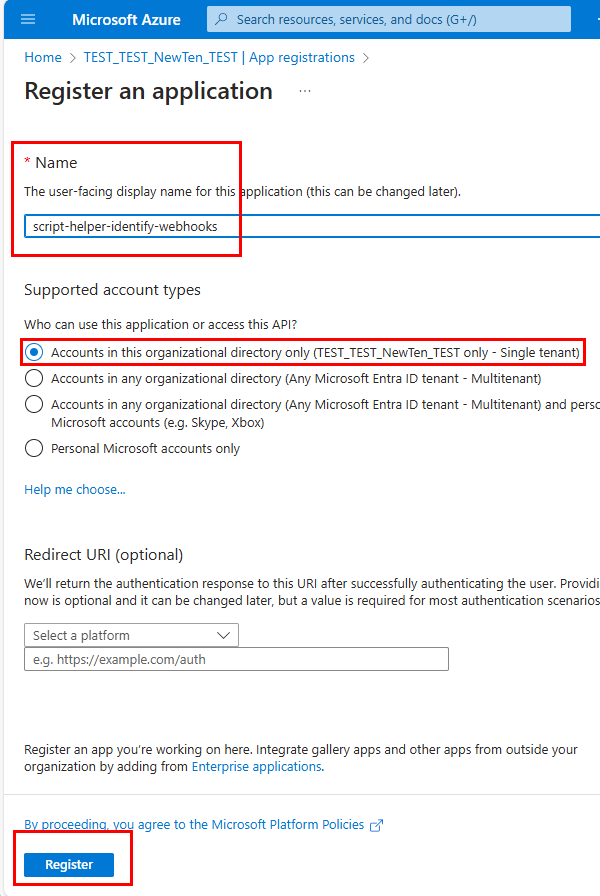 Microsoft Azure
Search resources, services, and docs (G+/)
Home > TEST_TEST_NewTen_TEST | App registrations >
Register an application ...
* Name
The user-facing display name for this application (this can be changed later).
script-helper-identify-webhooks
Supported account types
Who can use this application or access this API?
Accounts in this organizational directory only (TEST_TEST_NewTen_TEST only - Single tenant)
Accounts in any organizational directory (Any Microsoft Entra ID tenant - Multitenant)
Accounts in any organizational directory (Any Microsoft Entra ID tenant - Multitenant) and perso
Microsoft accounts (e.g. Skype, Xbox)
Personal Microsoft accounts only
Help me choose...
Redirect URI (optional)
We'll return the authentication response to this URI after successfully authenticating the user. Providi
now is optional and it can be changed later, but a value is required for most authentication scenarios
Select a platform
e.g. https://example.com/auth
Register an app you're working on here. Integrate gallery apps and other apps from outside your
organization by adding from Enterprise applications.
By proceeding, you agree to the Microsoft Platform Policies
Register